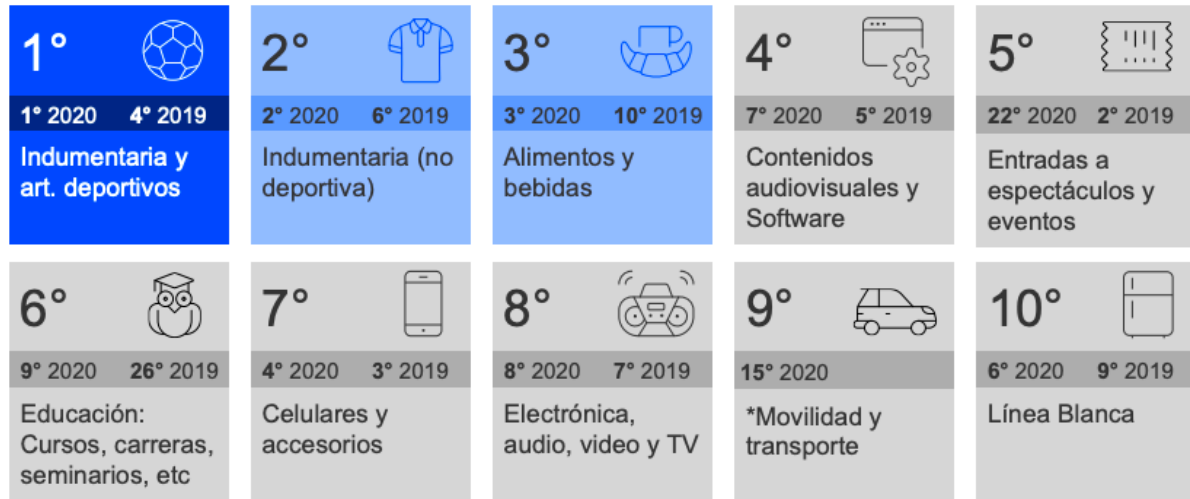 1°
1° 2020 4° 2019
Indumentaria y
art. deportivos
2°
2° 2020 6° 2019
Indumentaria (no
deportiva)
3°
3° 2020 10° 2019
Alimentos y
bebidas
4°
7° 2020 5° 2019
Contenidos
audiovisuales y
Software
5°
22° 2020 2° 2019
Entradas a
espectáculos y
eventos
6°
9° 2020 26° 2019
Educación:
Cursos, carreras,
seminarios, etc
7°
4° 2020 3° 2019
Celulares y
accesorios
8°
8° 2020 7° 2019
Electrónica,
audio, video y TV
9°
15° 2020
*Movilidad y
transporte
10°
6° 2020 9° 2019
Línea Blanca